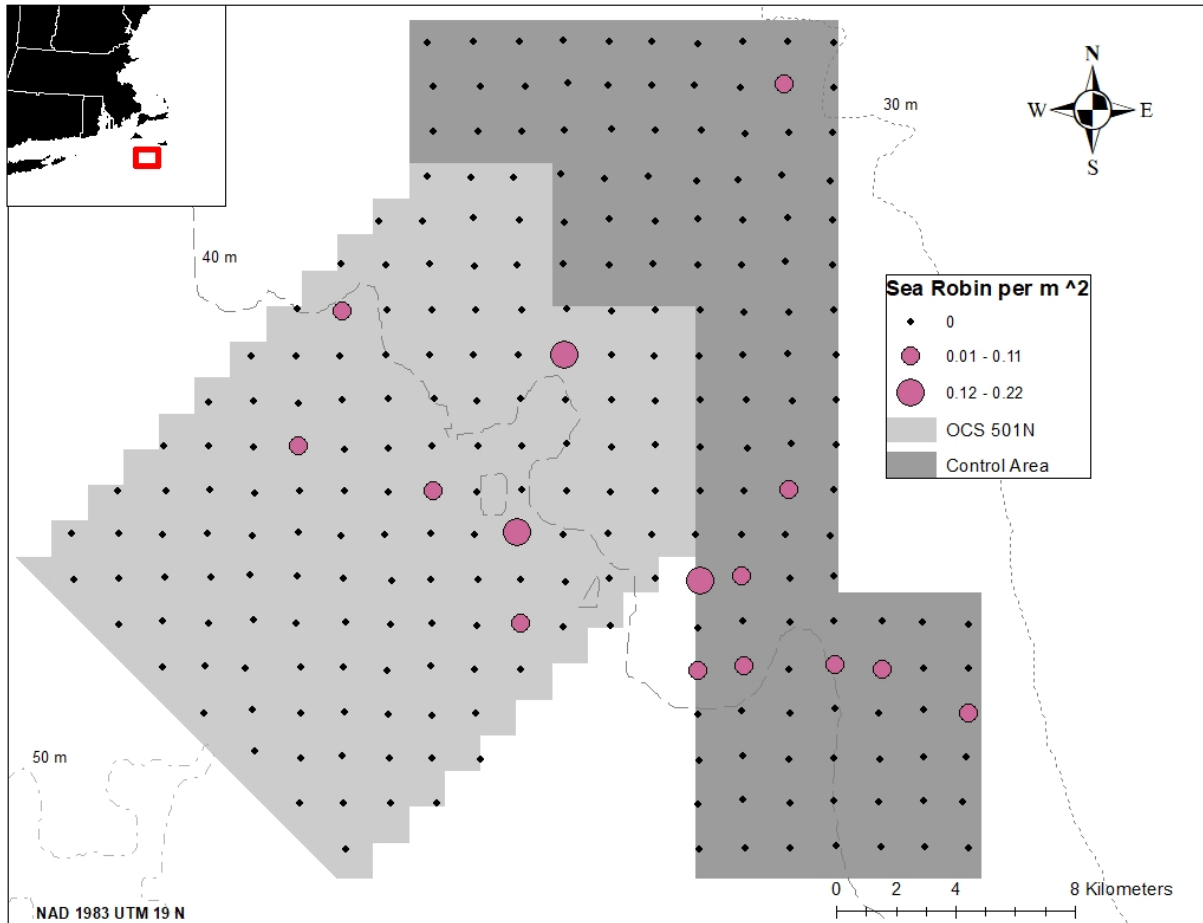 N
W E
S
30 m
40 m
Sea Robin per m ^2
0
0.01 - 0.11
0.12 - 0.22
OCS 501N
Control Area
50 m
0 2 4 8 Kilometers
NAD 1983 UTM 19 N